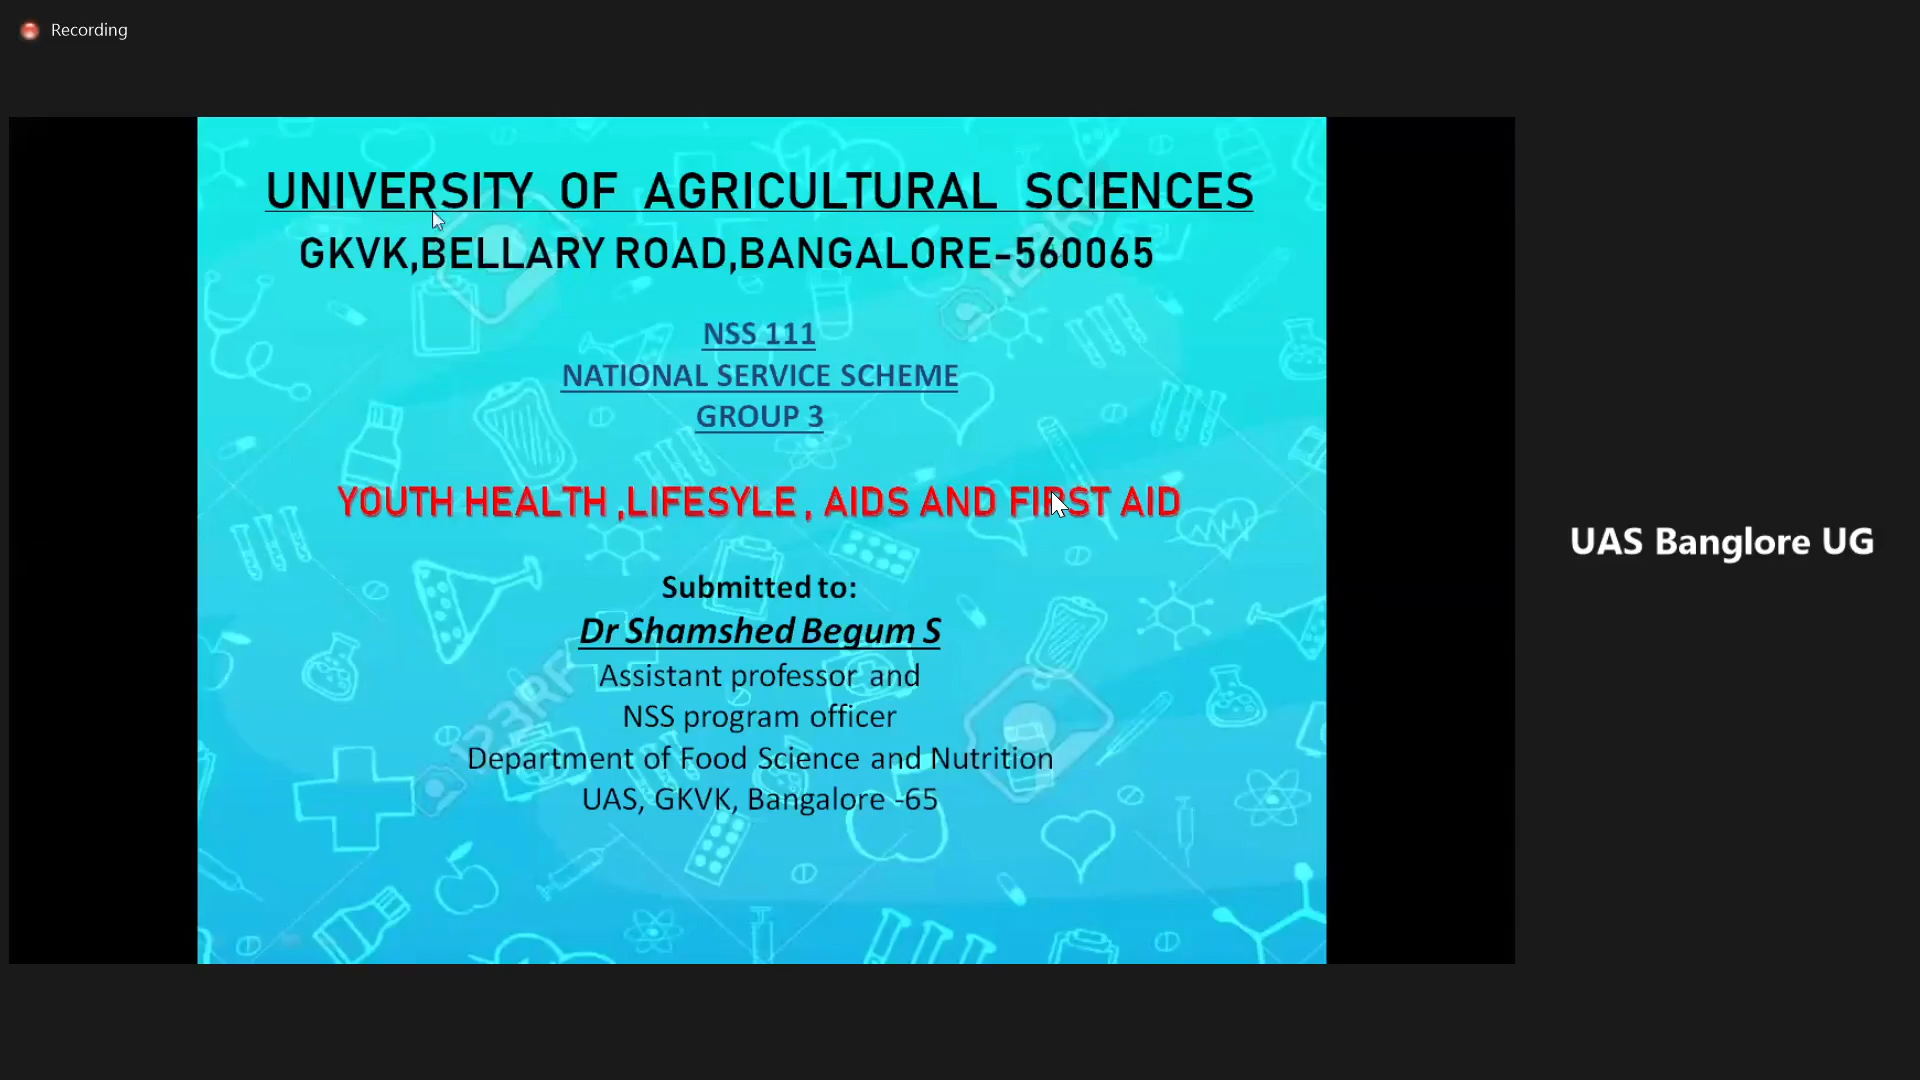 Recording
UNIVERSITY OF AGRICULTURAL SCIENCES
GKVK,BELLARY ROAD,BANGALORE-560065
NSS 111
NATIONAL SERVICE SCHEME
GROUP 3
YOUTH HEALTH ,LIFESYLE , AIDS AND FIRST AID
UAS Banglore UG
Submitted to:
Dr Shamshed Begum S
Assistant professor and
NSS program officer
Department of Food Science and Nutrition
UAS, GKVK, Bangalore -65
123RF